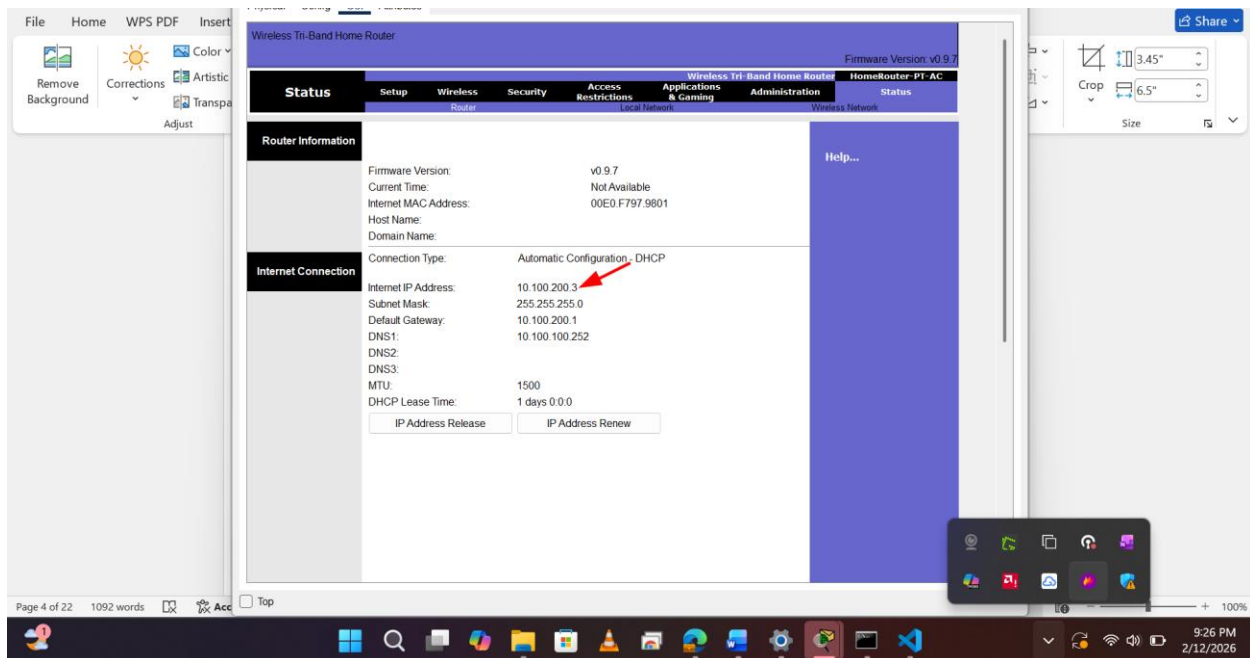 File Home WPS PDF Insert
Share
Remove Background
Corrections
Color
Artistic
Transpa
Adjust
Crop
3.45"
6.5"
Size
Wireless Tri-Band Home Router
Firmware Version: v0.9.7
Wireless Tri-Band Home Router HomeRouter-PT-AC
Status
Setup Wireless Security Access Restrictions Applications & Gaming Administration Status
Router Local Network Wireless Network
Router Information
Help...
Firmware Version: v0.9.7
Current Time: Not Available
Internet MAC Address: 00E0.F797.9801
Host Name:
Domain Name:
Internet Connection
Connection Type: Automatic Configuration - DHCP
Internet IP Address: 10.100.200.3
Subnet Mask: 255.255.255.0
Default Gateway: 10.100.200.1
DNS1: 10.100.100.252
DNS2:
DNS3:
MTU: 1500
DHCP Lease Time: 1 days 0:0:0
IP Address Release IP Address Renew
Top
Page 4 of 22 1092 words Acc
100%
9:26 PM
2/12/2026